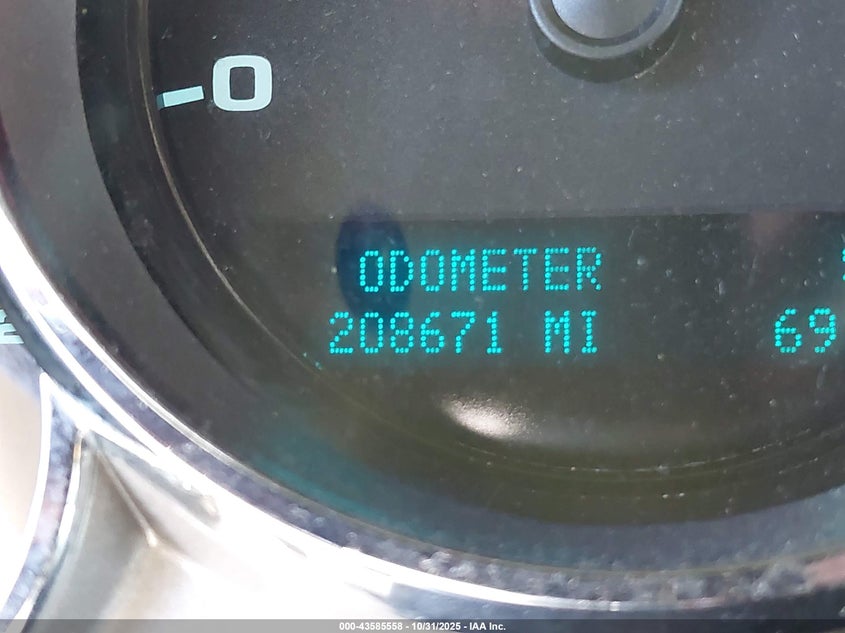 0
ODOMETER
208671 MI
69
000-43585558 - 10/31/2025 - IAA Inc.